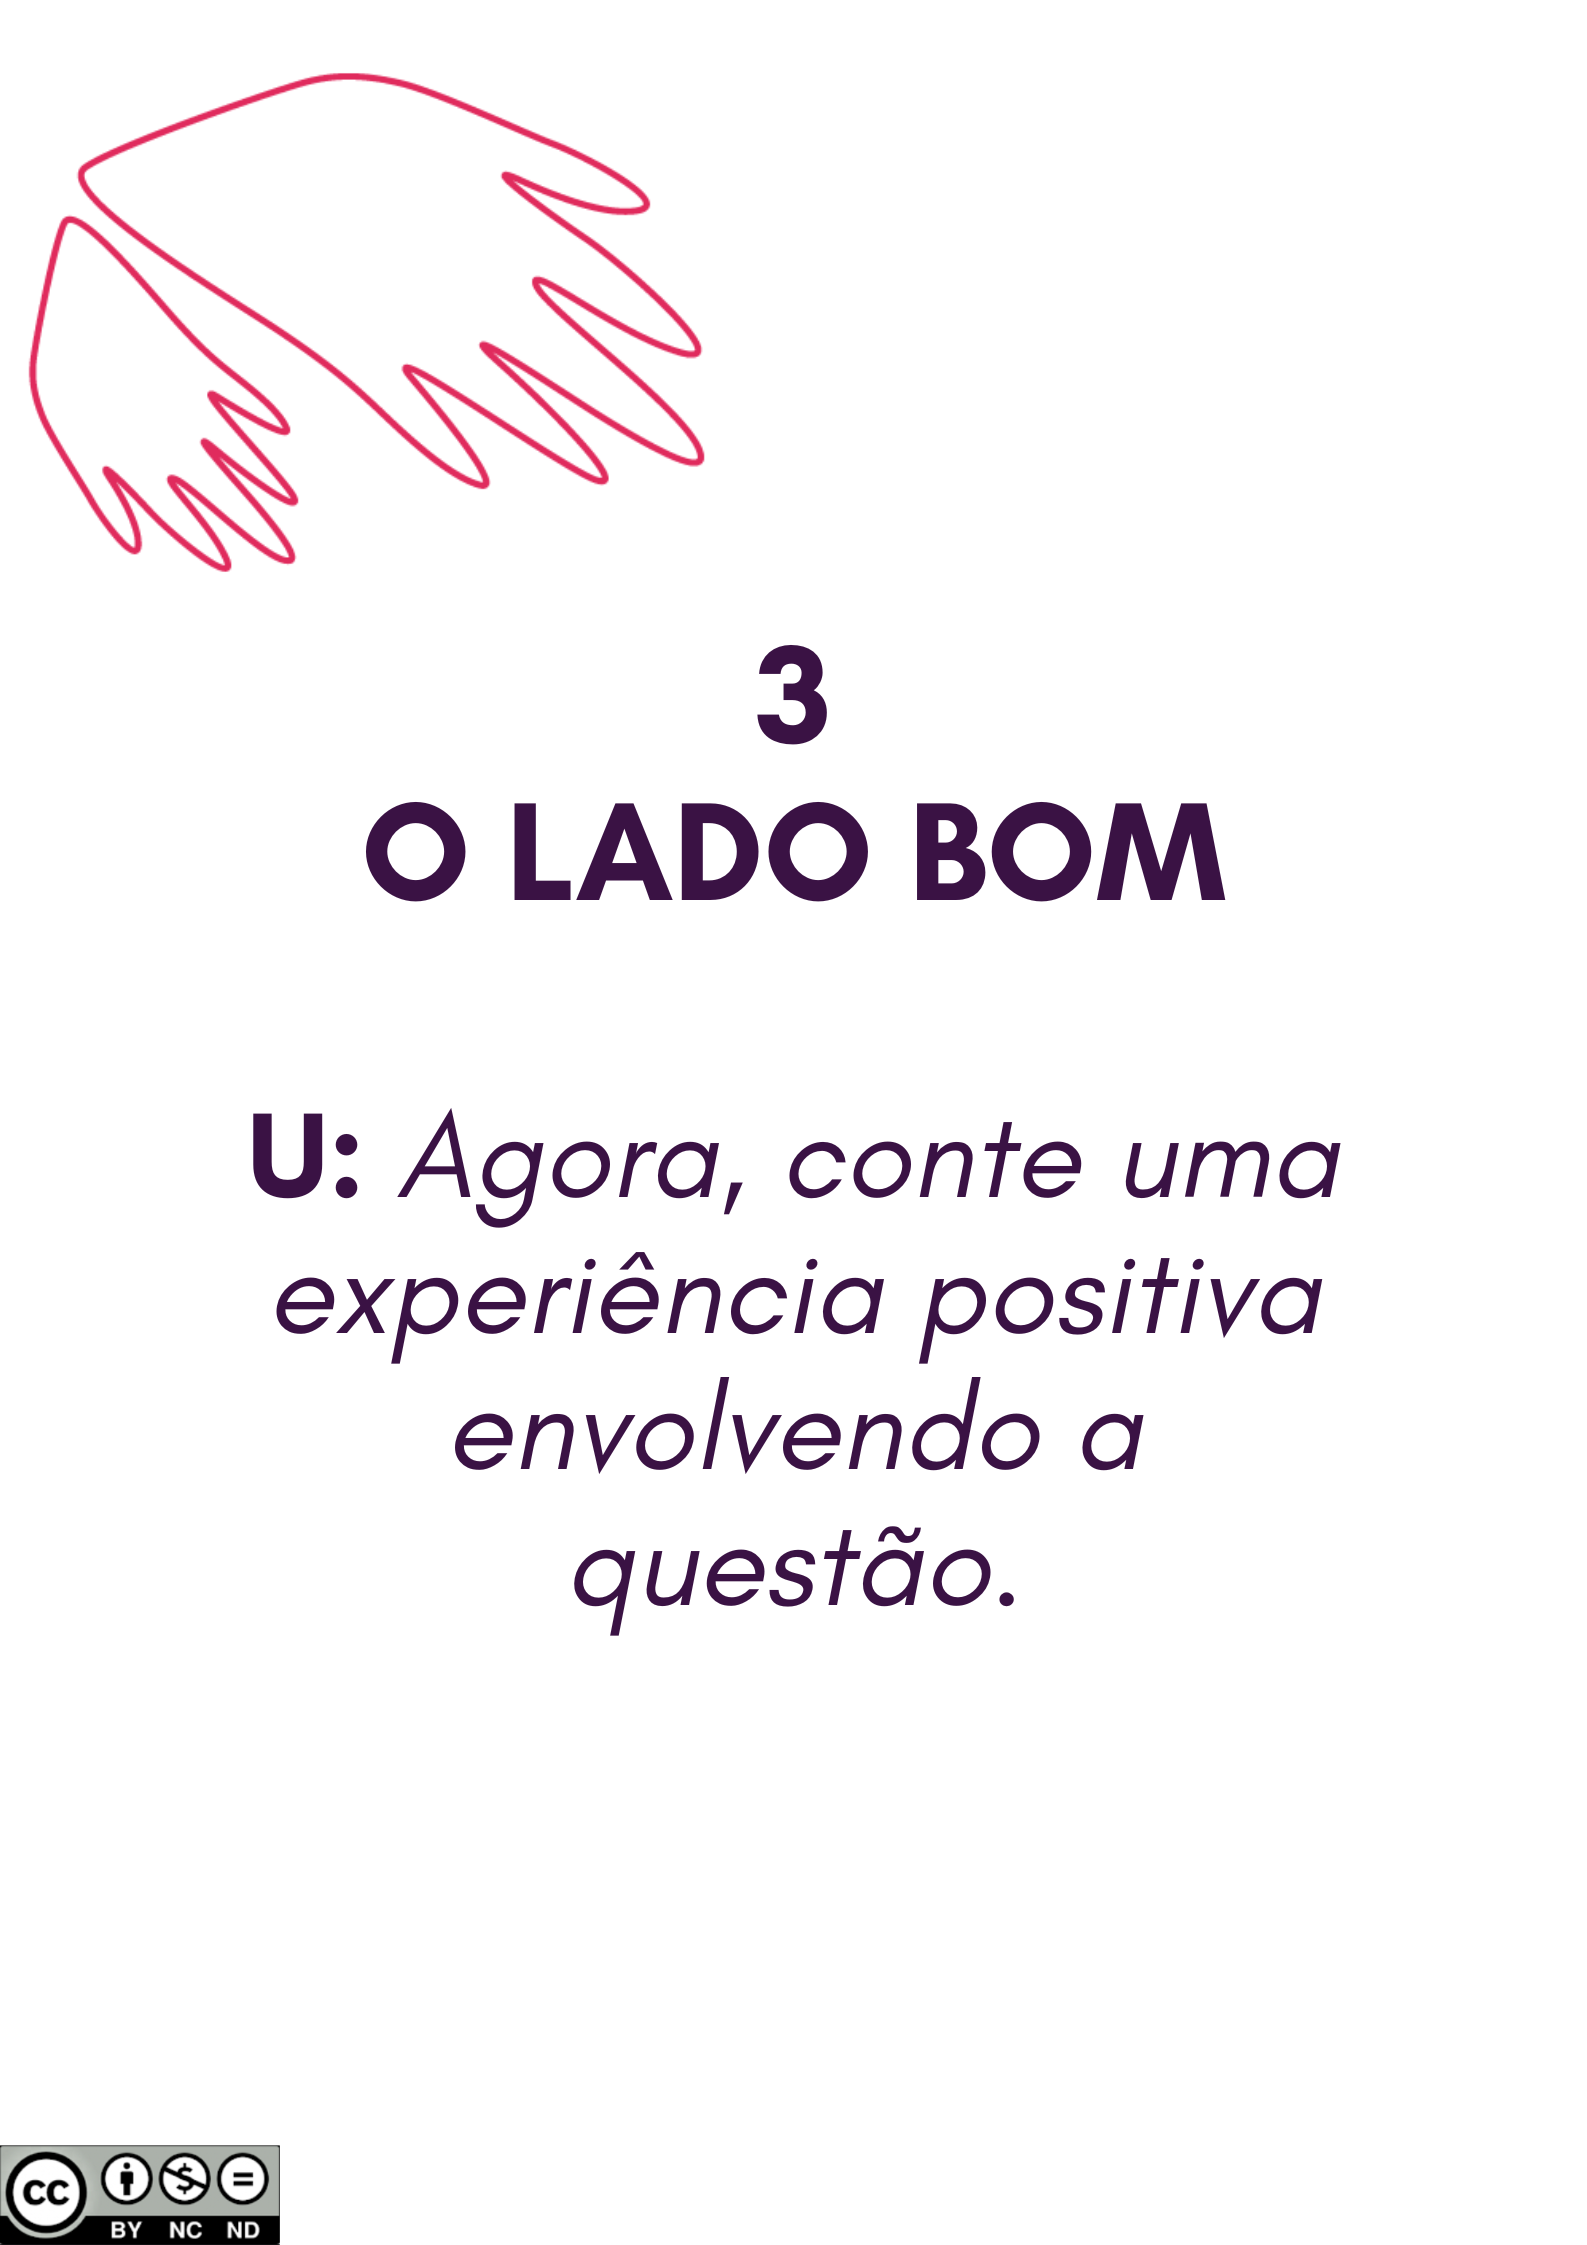 3
O LADO BOM
U: Agora, conte uma
experiência positiva
envolvendo a
questão.
cc
BY NC ND